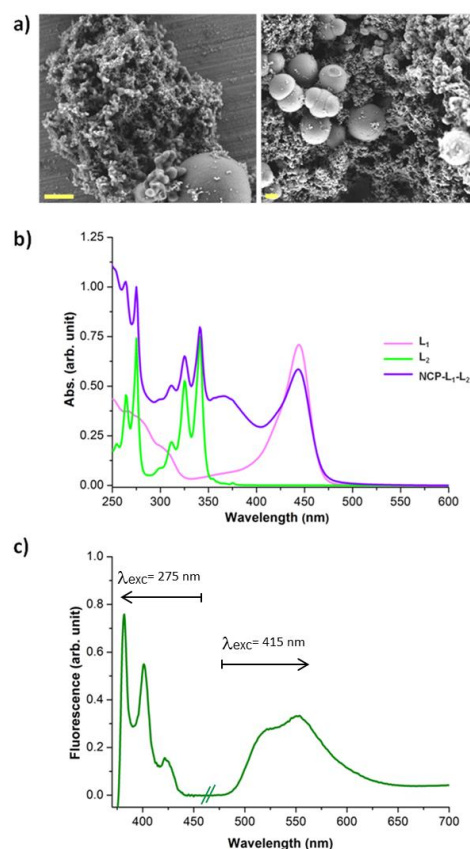 a)
b)
1.25
1.00
0.75
0.50
0.25
0.00
Abs. (arb. unit)
L₁
L₂
NCP-L₁-L₂
250 300 350 400 450 500 550 600
Wavelength (nm)
c)
λexc= 275 nm
λexc= 415 nm
1.0
0.8
0.6
0.4
0.2
0.0
Fluorescence (arb. unit)
400 450 500 550 600 650 700
Wavelength (nm)